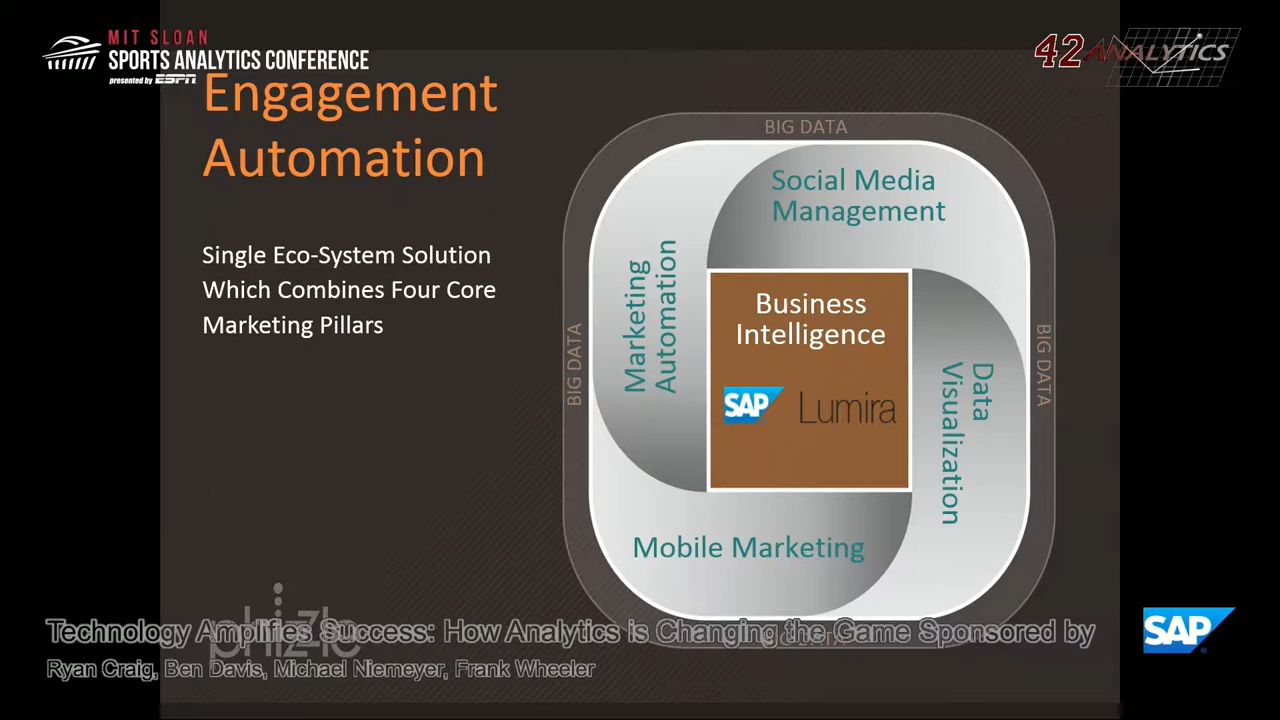 MIT SLOAN
SPORTS ANALYTICS CONFERENCE
presented by ESPN
42 ANALYTICS
Engagement
Automation
Single Eco-System Solution
Which Combines Four Core
Marketing Pillars
BIG DATA
Social Media
Management
Marketing
Automation
BIG DATA
Business
Intelligence
SAP Lumira
Data
Visualization
BIG DATA
Mobile Marketing
BIG DATA
phizzle
Technology Amplifies Success: How Analytics is Changing the Game Sponsored by
SAP
Ryan Craig, Ben Davis, Michael Niemeyer, Frank Wheeler